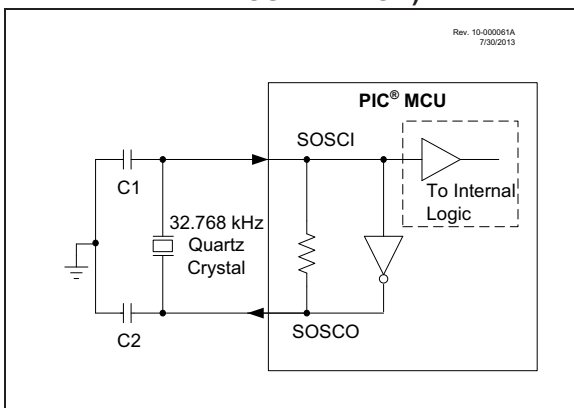 Rev. 10-000061A
7/30/2013
PIC® MCU
SOSCI
C1
To Internal
Logic
32.768 kHz
Quartz
Crystal
SOSCO
C2